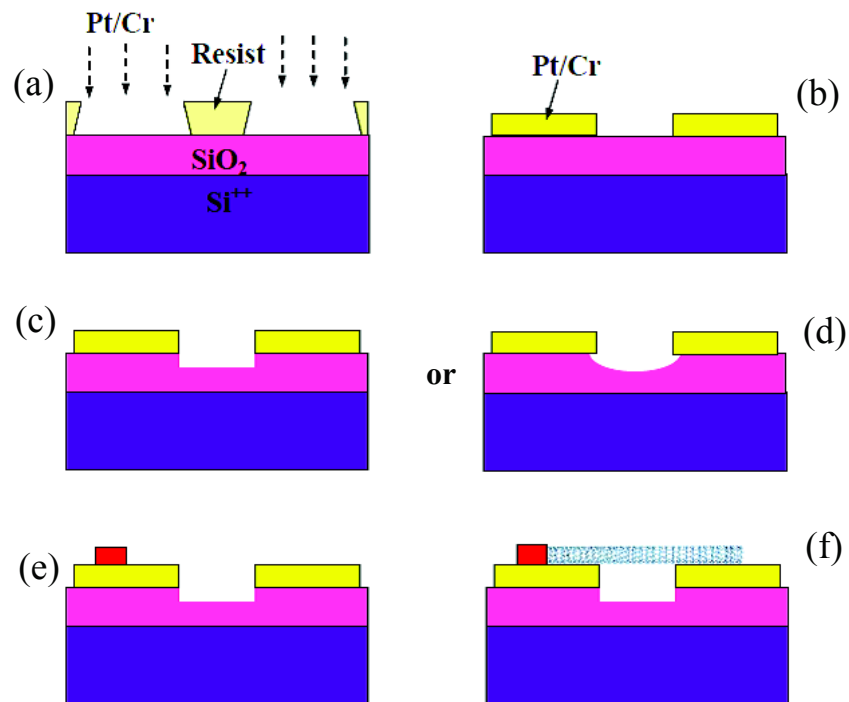 Pt/Cr
Resist
(a)
SiO₂
Si⁺⁺
Pt/Cr
(b)
(c)
or
(d)
(e)
(f)